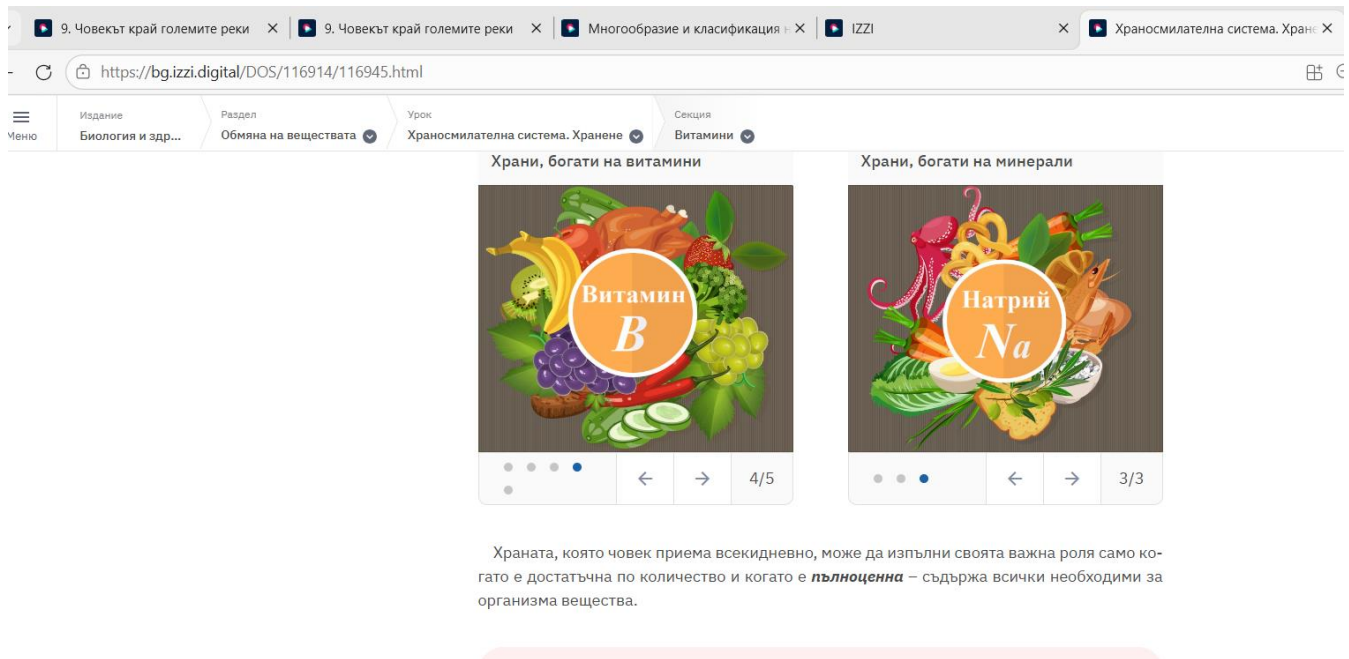 9. Човекът край големите реки
9. Човекът край големите реки
Многообразие и класификация н
IZZI
Храносмилателна система. Хране
https://bg.izzi.digital/DOS/116914/116945.html
Меню
Издание
Биология и здр...
Раздел
Обмяна на веществата
Урок
Храносмилателна система. Хранене
Секция
Витамини
Храни, богати на витамини
Храни, богати на минерали
Витамин
B
Натрий
Na
4/5
3/3
Храната, която човек приема всекидневно, може да изпълни своята важна роля само ко-
гато е достатъчна по количество и когато е пълноценна – съдържа всички необходими за
организма вещества.